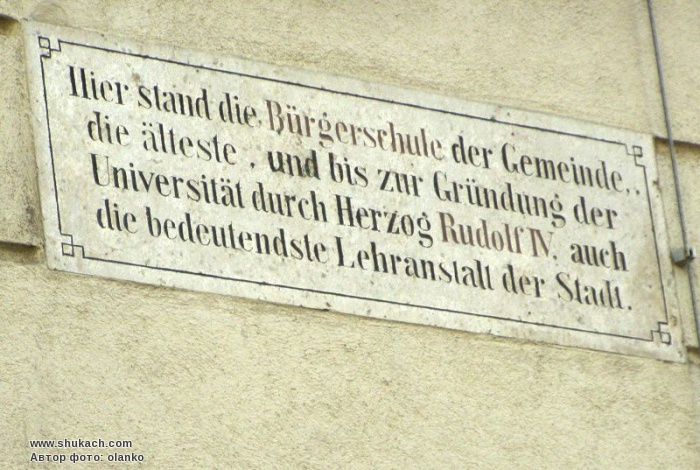 Hier stand die Bürgerschule der Gemeinde,.
die älteste, und bis zur Gründung der
Universität durch Herzog Rudolf IV. auch
die bedeutendste Lehranstalt der Stadt.
www.shukach.com
Автор фото: olanko